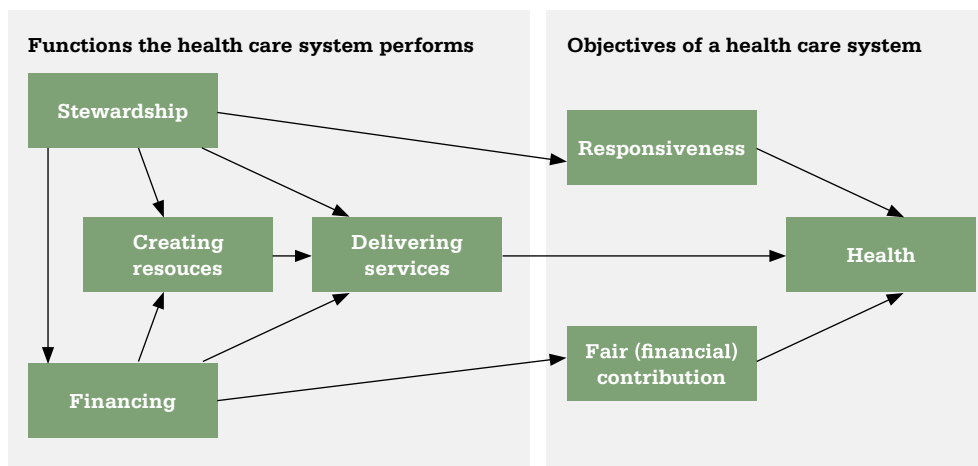 Functions the health care system performs
Objectives of a health care system
Stewardship
Responsiveness
Creating
resouces
Delivering
services
Health
Fair (financial)
contribution
Financing